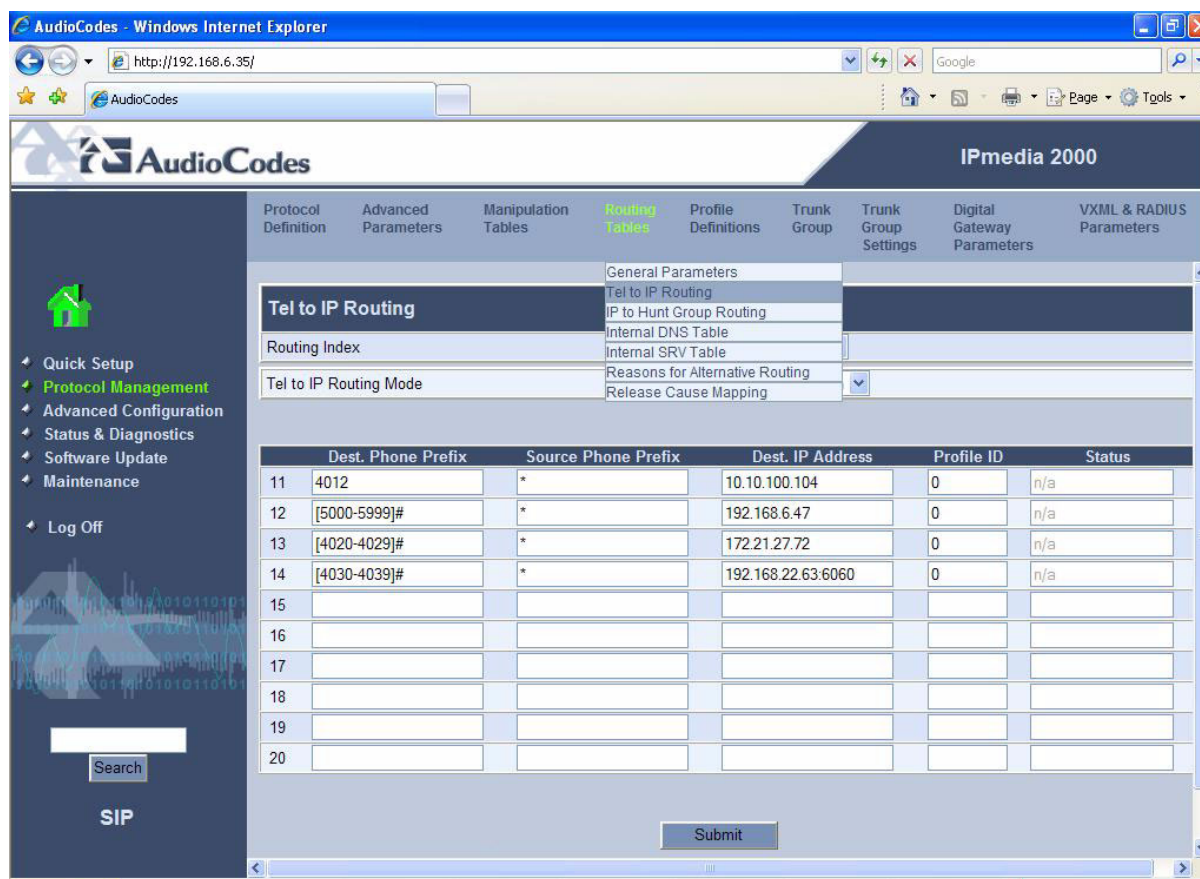 AudioCodes - Windows Internet Explorer
http://192.168.6.35/
Google
AudioCodes
Page
Tools
AudioCodes
IPmedia 2000
Protocol Definition
Advanced Parameters
Manipulation Tables
Routing Tables
Profile Definitions
Trunk Group
Trunk Group Settings
Digital Gateway Parameters
VXML & RADIUS Parameters
General Parameters
Tel to IP Routing
IP to Hunt Group Routing
Internal DNS Table
Internal SRV Table
Reasons for Alternative Routing
Release Cause Mapping
Quick Setup
Protocol Management
Advanced Configuration
Status & Diagnostics
Software Update
Maintenance
Log Off
Search
SIP
Tel to IP Routing
Routing Index
Tel to IP Routing Mode
Dest. Phone Prefix Source Phone Prefix Dest. IP Address Profile ID Status
11 4012 * 10.10.100.104 0 n/a
12 [5000-5999]# * 192.168.6.47 0 n/a
13 [4020-4029]# * 172.21.27.72 0 n/a
14 [4030-4039]# * 192.168.22.63:6060 0 n/a
15
16
17
18
19
20
Submit